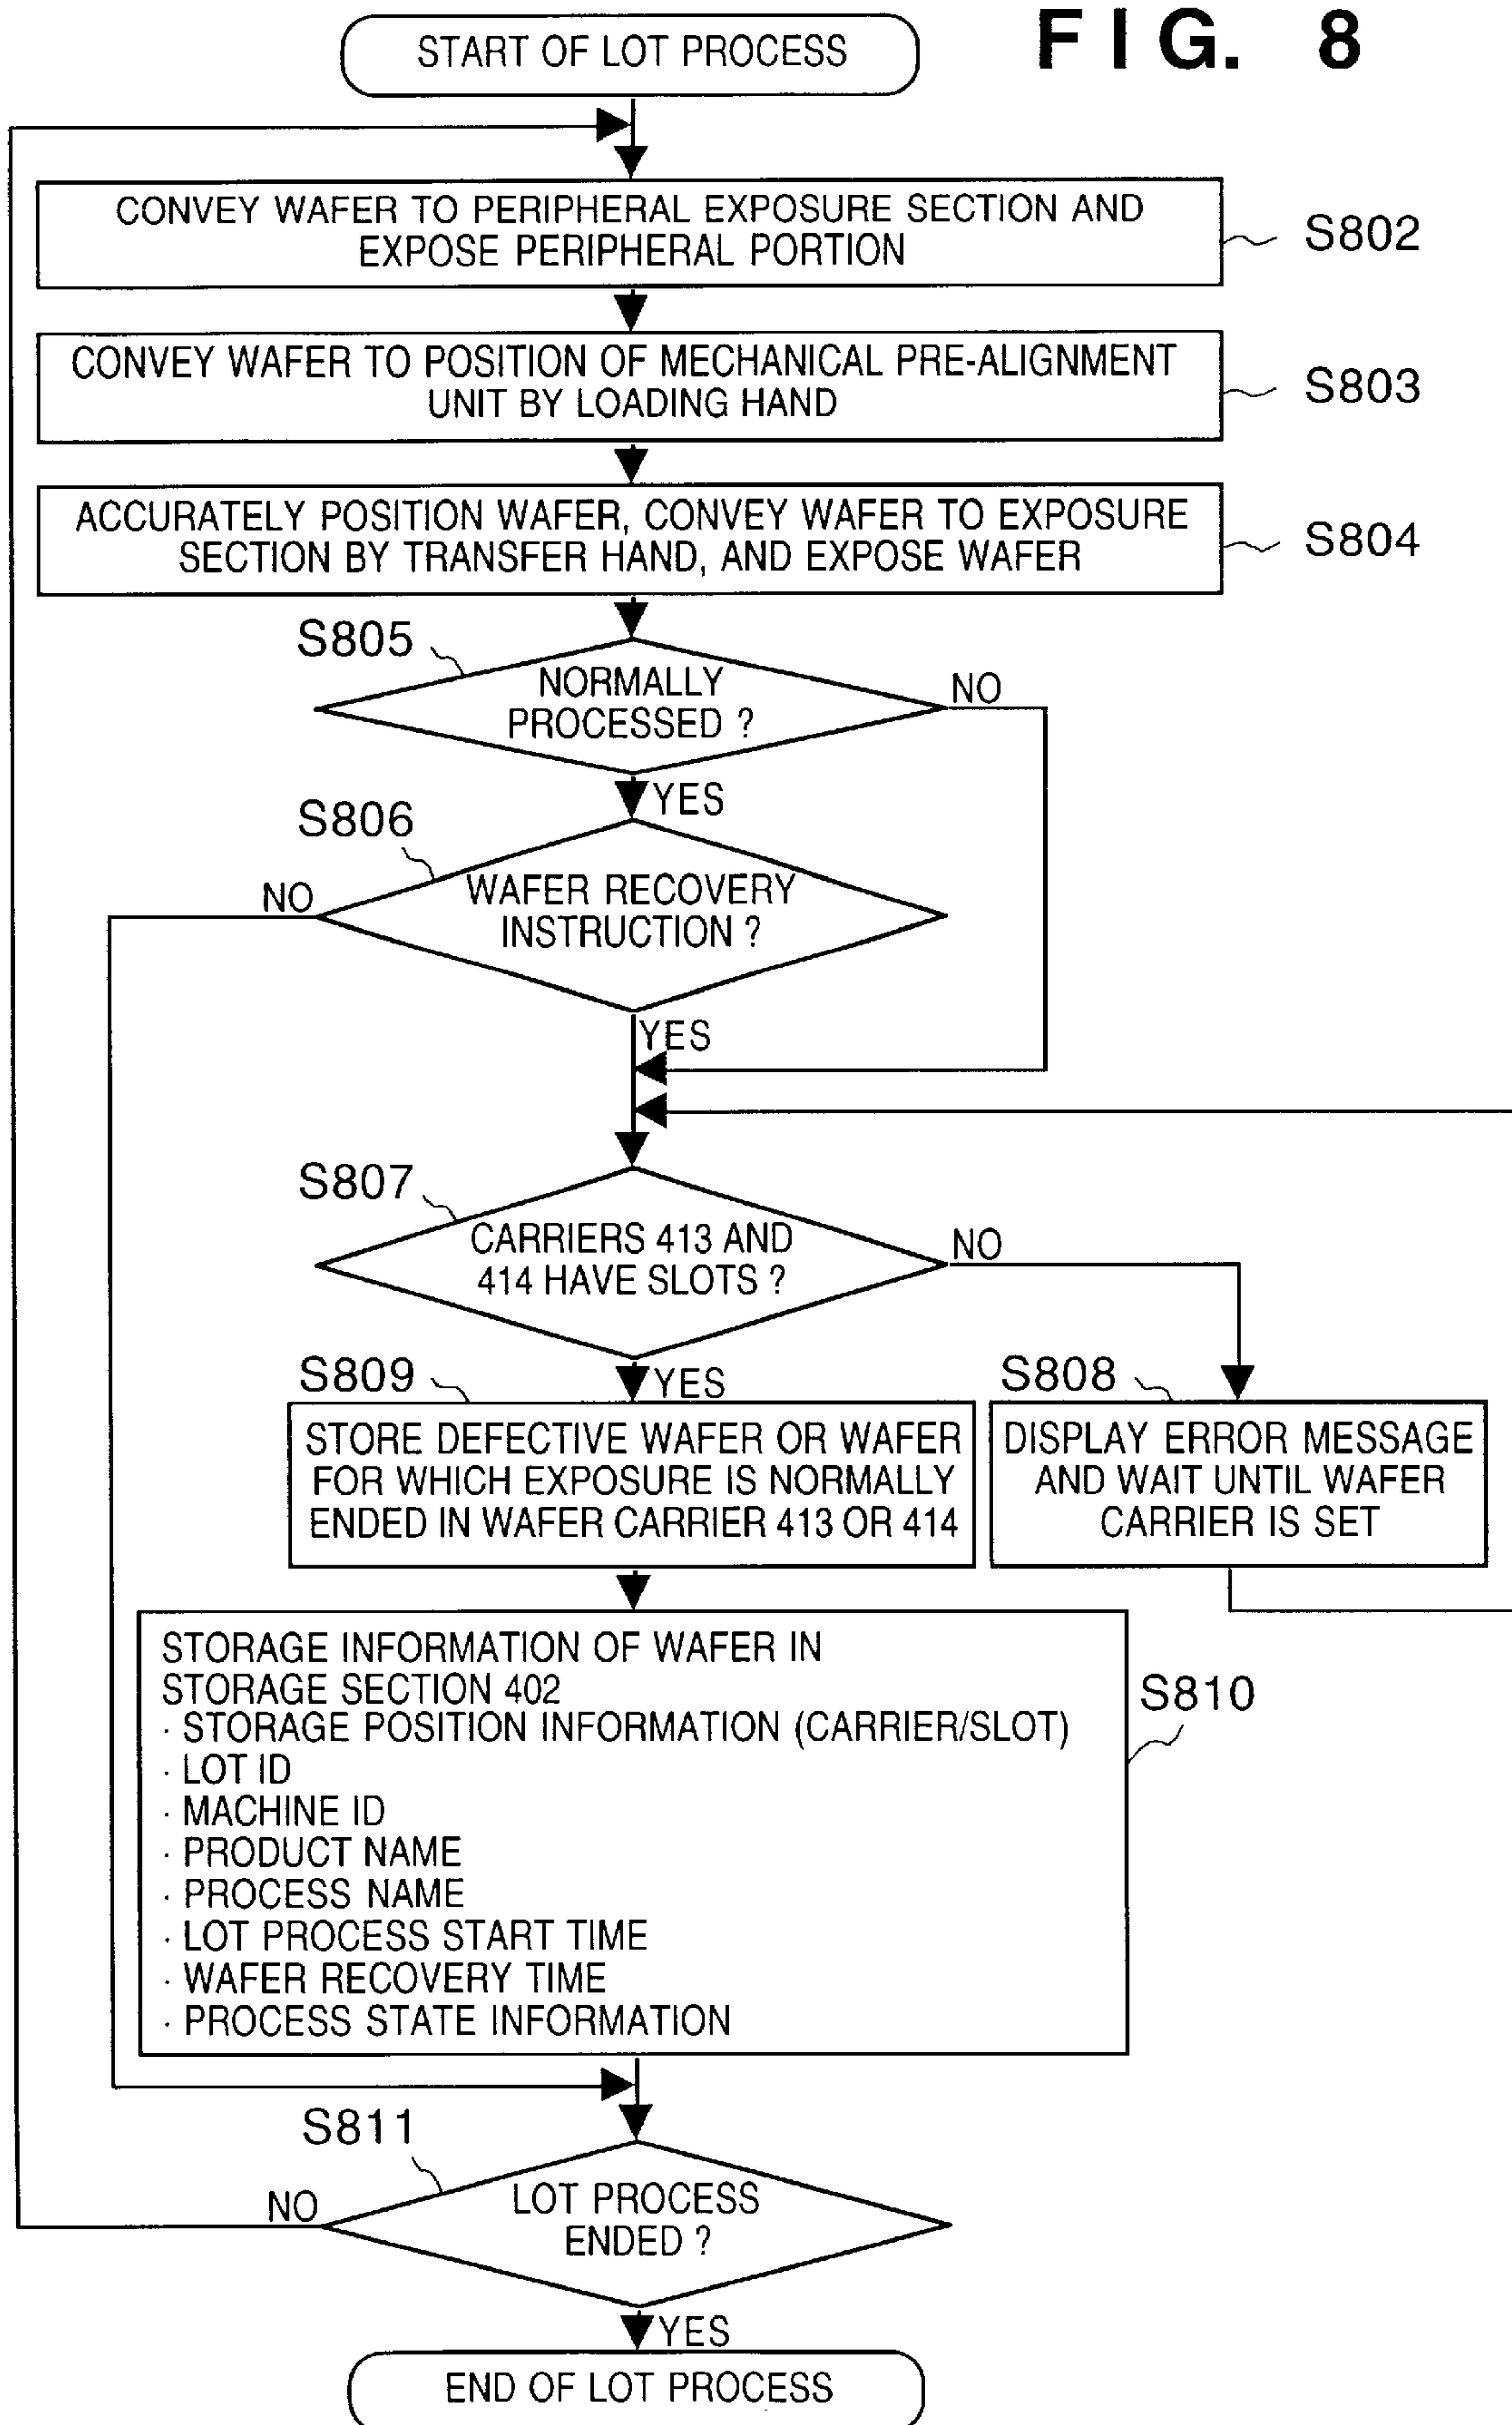 FIG. 8
START OF LOT PROCESS
CONVEY WAFER TO PERIPHERAL EXPOSURE SECTION AND
EXPOSE PERIPHERAL PORTION
S802
CONVEY WAFER TO POSITION OF MECHANICAL PRE-ALIGNMENT
UNIT BY LOADING HAND
S803
ACCURATELY POSITION WAFER, CONVEY WAFER TO EXPOSURE
SECTION BY TRANSFER HAND, AND EXPOSE WAFER
S804
S805
NORMALLY
PROCESSED ?
NO
YES
S806
WAFER RECOVERY
INSTRUCTION ?
NO
YES
S807
CARRIERS 413 AND
414 HAVE SLOTS ?
NO
YES
S809
STORE DEFECTIVE WAFER OR WAFER
FOR WHICH EXPOSURE IS NORMALLY
ENDED IN WAFER CARRIER 413 OR 414
S808
DISPLAY ERROR MESSAGE
AND WAIT UNTIL WAFER
CARRIER IS SET
STORAGE INFORMATION OF WAFER IN
STORAGE SECTION 402
· STORAGE POSITION INFORMATION (CARRIER/SLOT)
· LOT ID
· MACHINE ID
· PRODUCT NAME
· PROCESS NAME
· LOT PROCESS START TIME
· WAFER RECOVERY TIME
· PROCESS STATE INFORMATION
S810
S811
LOT PROCESS
ENDED ?
NO
YES
END OF LOT PROCESS